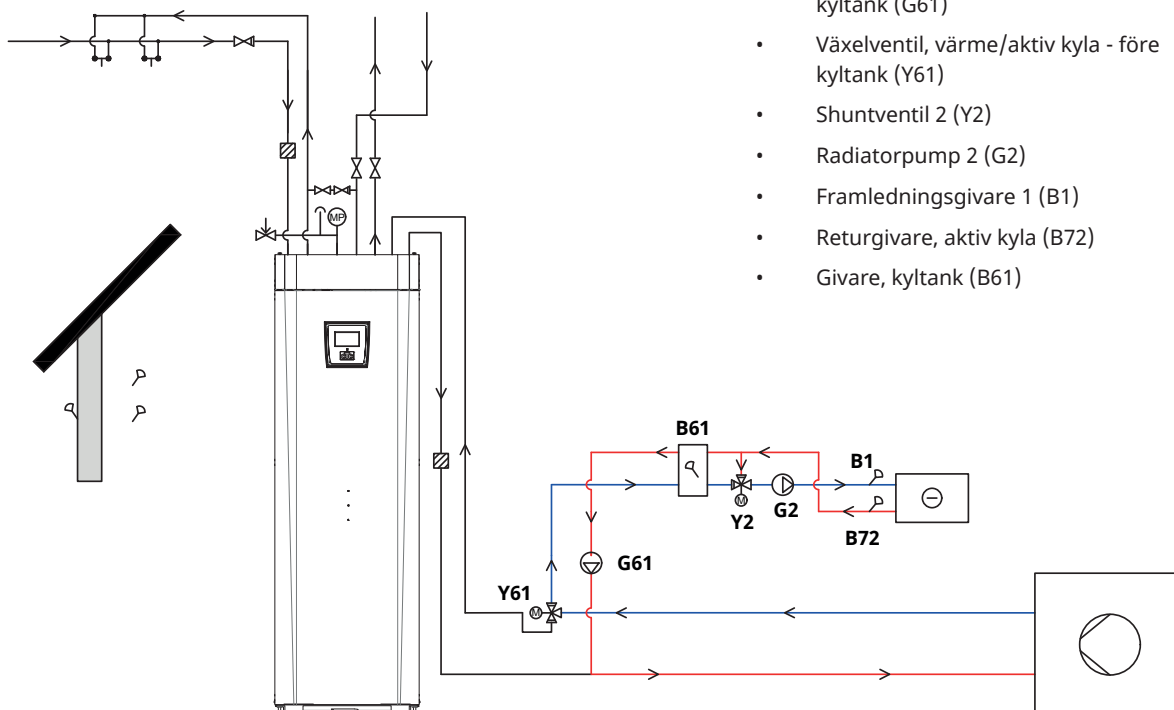 kyltank (G61)
• Växelventil, värme/aktiv kyla - före
kyltank (Y61)
• Shuntventil 2 (Y2)
• Radiatorpump 2 (G2)
• Framledningsgivare 1 (B1)
• Returgivare, aktiv kyla (B72)
• Givare, kyltank (B61)
MP
B61
B1
M
Y2
G2
B72
G61
Y61
M